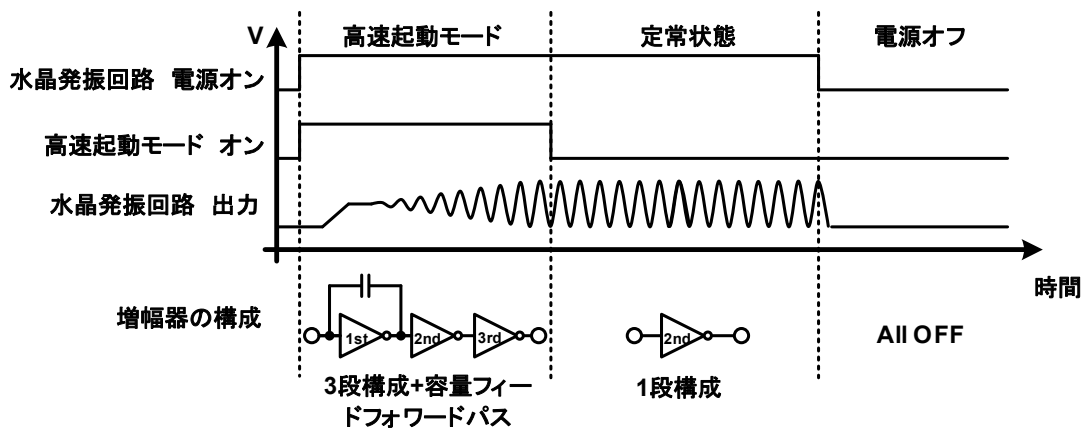 V
高速起動モード
定常状態
電源オフ
水晶発振回路 電源オン
高速起動モード オン
水晶発振回路 出力
時間
増幅器の構成
1st
2nd
3rd
2nd
All OFF
3段構成+容量フィー
ドフォワードパス
1段構成